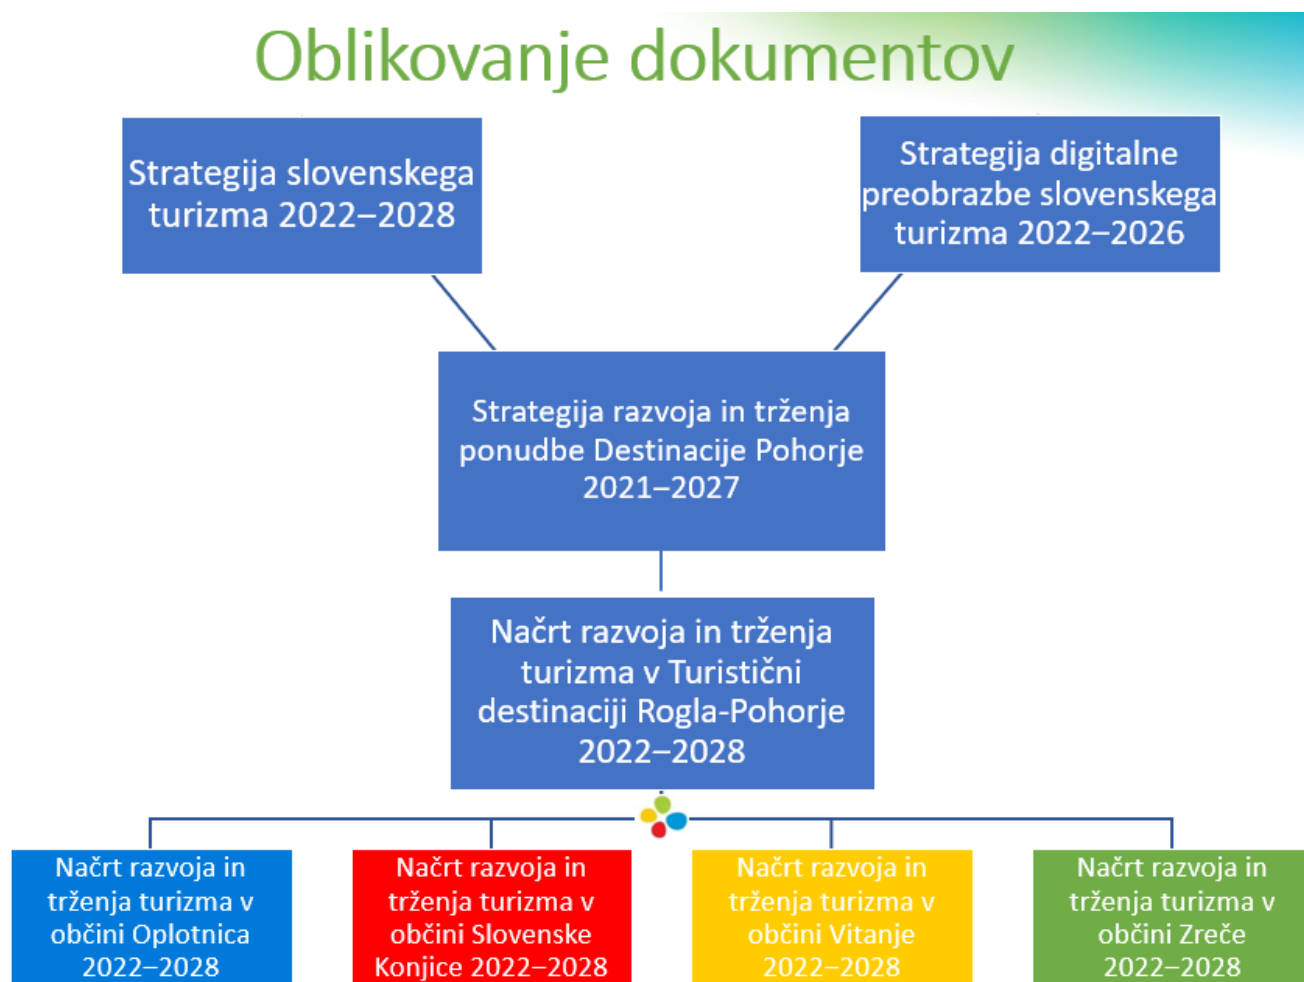 Oblikovanje dokumentov
Strategija slovenskega
turizma 2022–2028
Strategija digitalne
preobrazbe slovenskega
turizma 2022–2026
Strategija razvoja in trženja
ponudbe Destinacije Pohorje
2021–2027
Načrt razvoja in trženja
turizma v Turistični
destinaciji Rogla-Pohorje
2022–2028
Načrt razvoja in
trženja turizma v
občini Oplotnica
2022–2028
Načrt razvoja in
trženja turizma v
občini Slovenske
Konjice 2022–2028
Načrt razvoja in
trženja turizma v
občini Vitanje
2022–2028
Načrt razvoja in
trženja turizma v
občini Zreče
2022–2028